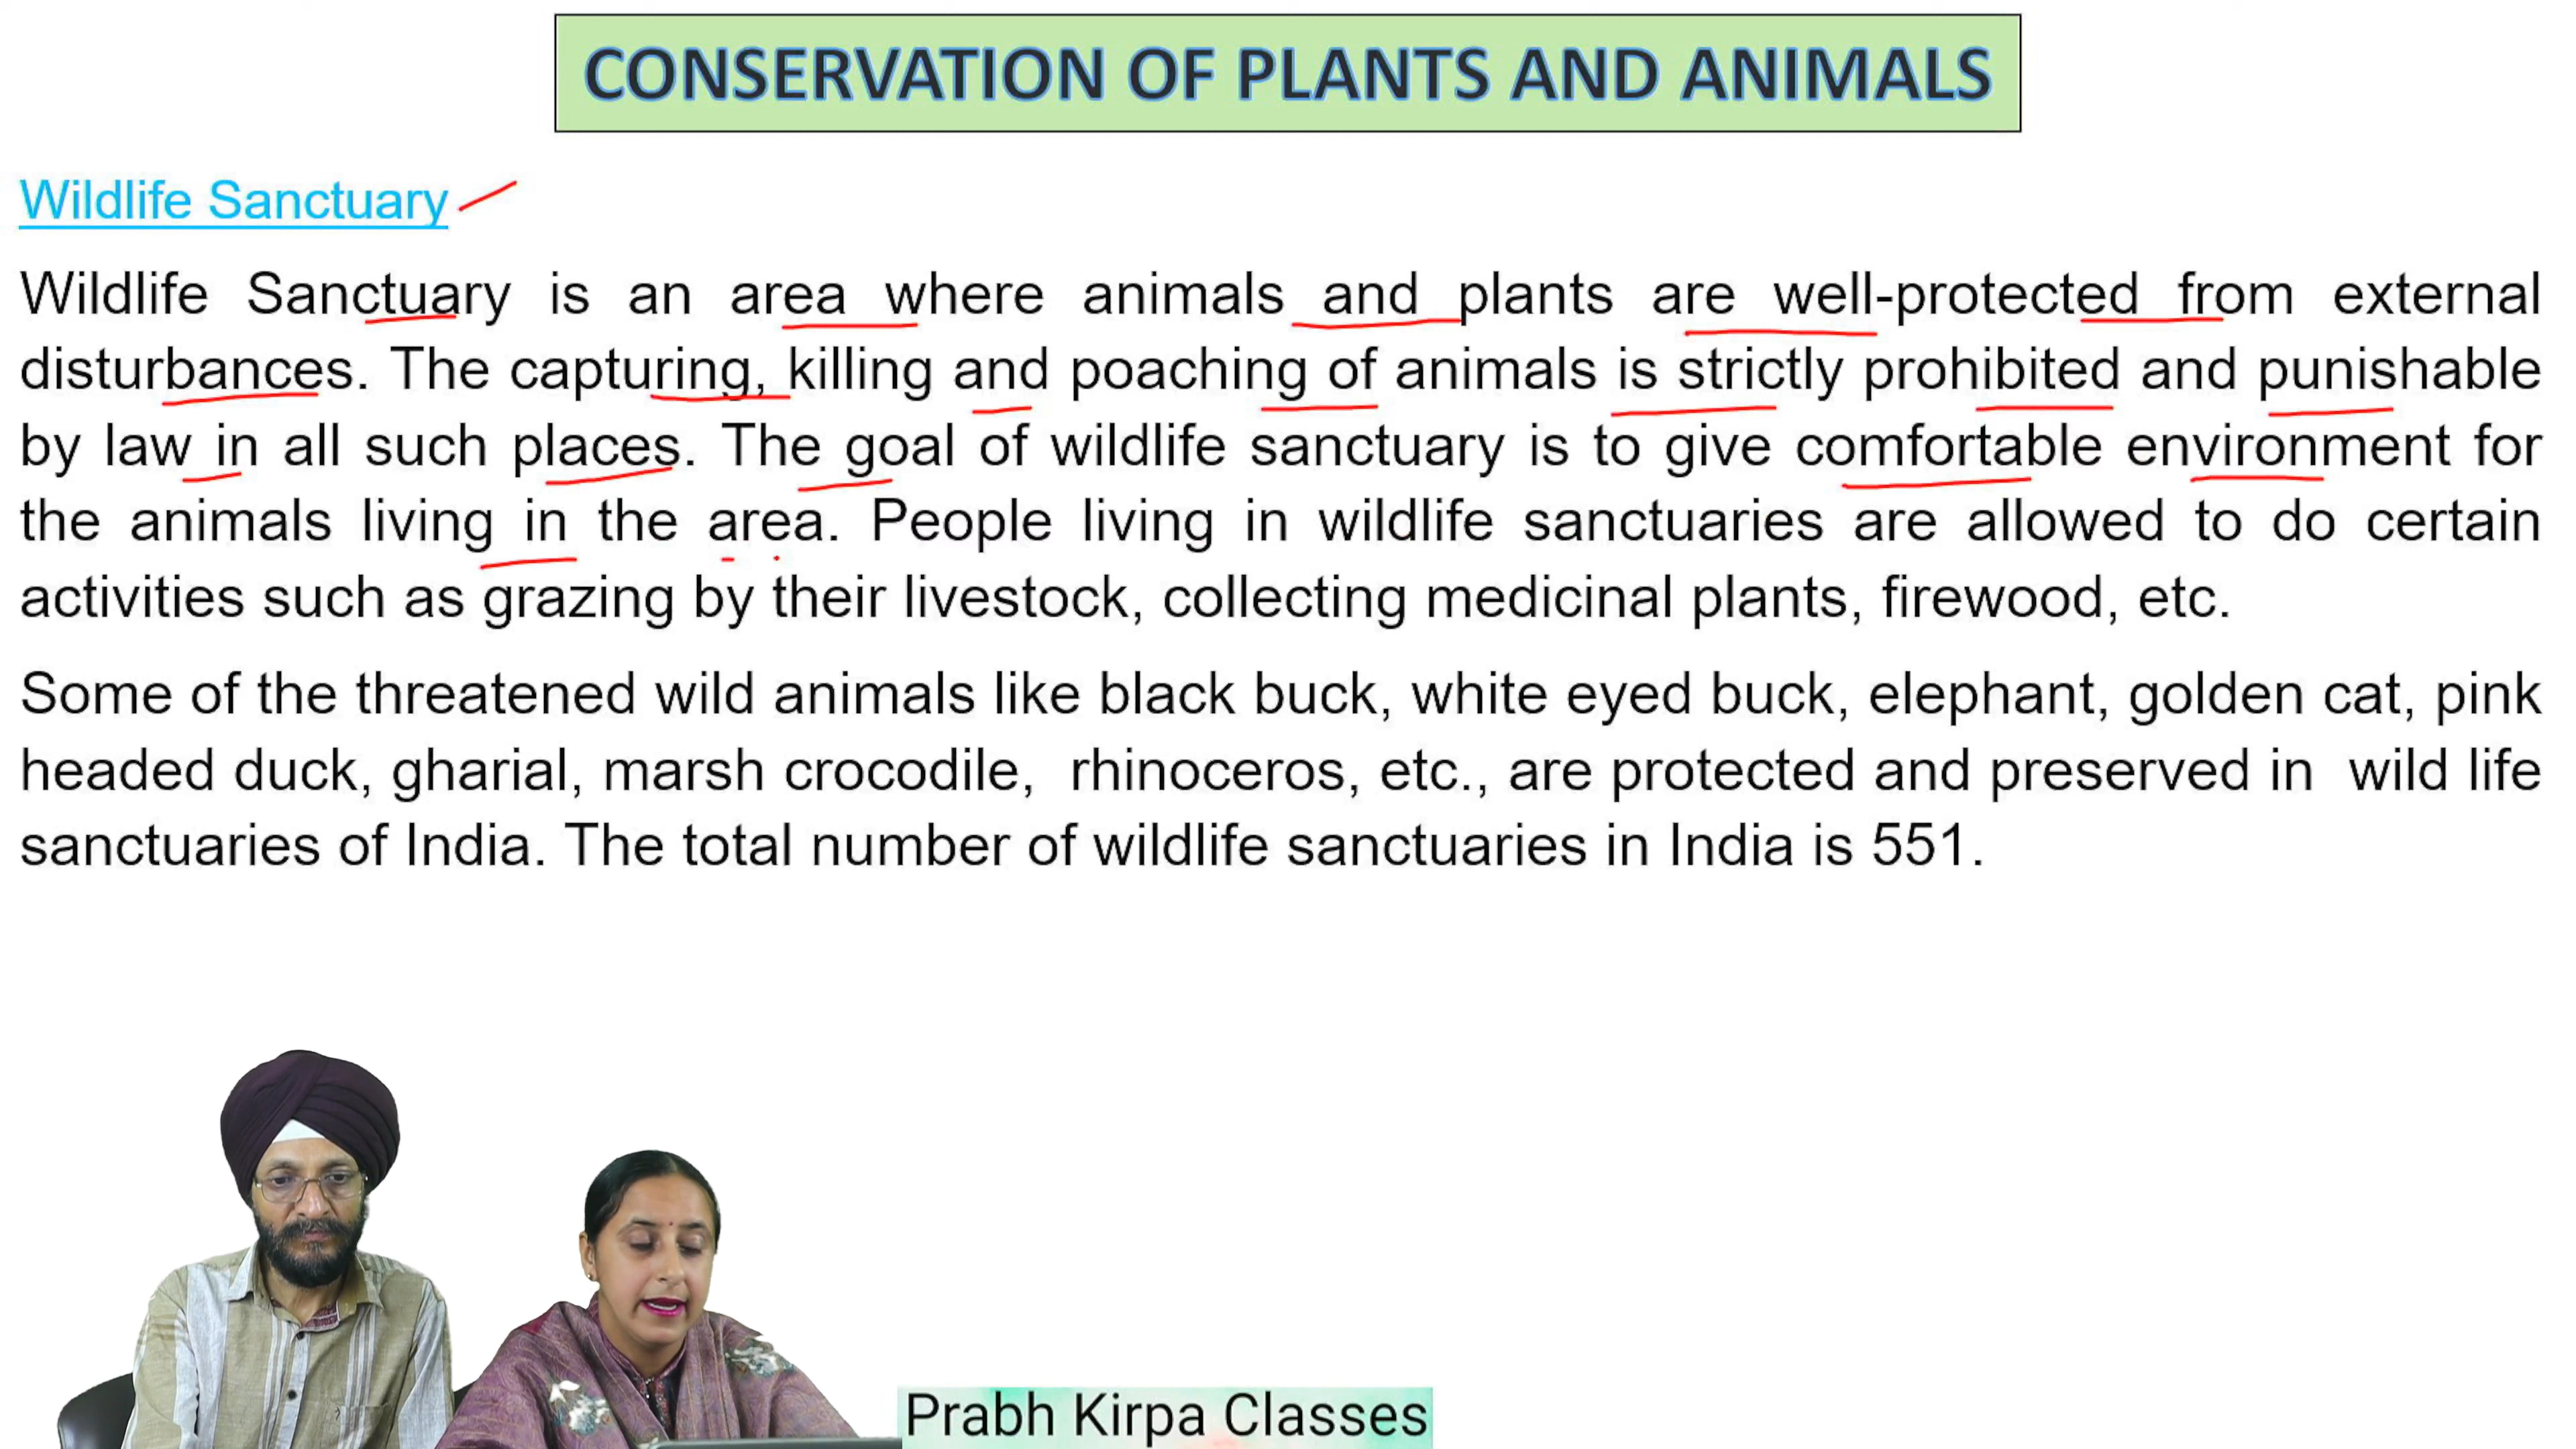 CONSERVATION OF PLANTS AND ANIMALS
Wildlife Sanctuary
Wildlife Sanctuary is an area where animals and plants are well-protected from external
disturbances. The capturing, killing and poaching of animals is strictly prohibited and punishable
by law in all such places. The goal of wildlife sanctuary is to give comfortable environment for
the animals living in the area. People living in wildlife sanctuaries are allowed to do certain
activities such as grazing by their livestock, collecting medicinal plants, firewood, etc.
Some of the threatened wild animals like black buck, white eyed buck, elephant, golden cat, pink
headed duck, gharial, marsh crocodile, rhinoceros, etc., are protected and preserved in wild life
sanctuaries of India. The total number of wildlife sanctuaries in India is 551.
Prabh Kirpa Classes